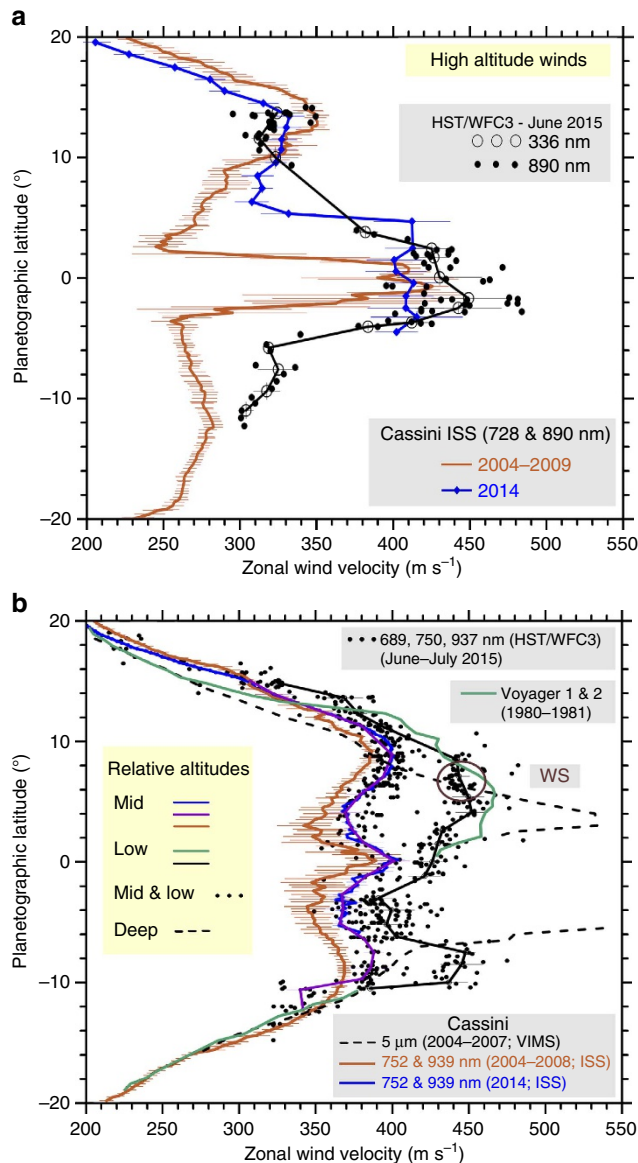 a
20
10
0
−10
−20
Planetographic latitude (°)
High altitude winds
HST/WFC3 - June 2015
336 nm
890 nm
Cassini ISS (728 & 890 nm)
2004–2009
2014
200 250 300 350 400 450 500 550
Zonal wind velocity (m s−1)
b
20
10
0
−10
−20
Planetographic latitude (°)
689, 750, 937 nm (HST/WFC3)
(June–July 2015)
Voyager 1 & 2
(1980–1981)
WS
Relative altitudes
Mid
Low
Mid & low
Deep
Cassini
5 μm (2004–2007; VIMS)
752 & 939 nm (2004–2008; ISS)
752 & 939 nm (2014; ISS)
200 250 300 350 400 450 500 550
Zonal wind velocity (m s−1)